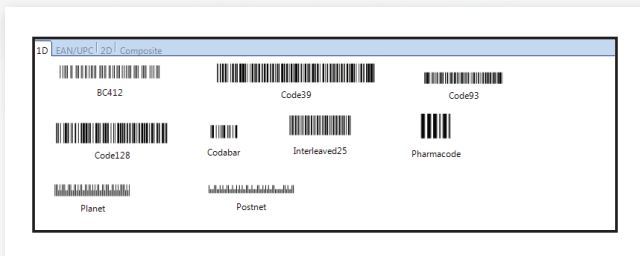 1D EAN/UPC 2D Composite
BC412 Code39 Code93
Code128 Codabar Interleaved25 Pharmacode
Planet Postnet